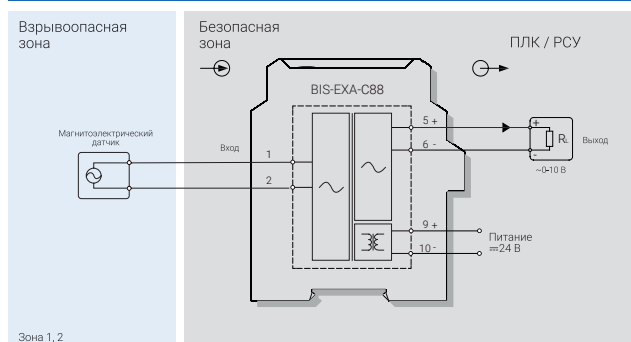 Взрывоопасная
зона
Безопасная
зона
ПЛК / РСУ
BIS-EXA-C88
Магнитоэлектрический
датчик
Вход
1
2
5 +
6 -
+
RL
-
Выход
~0-10 В
9 +
10 -
Питание
⎓24 В
Зона 1, 2